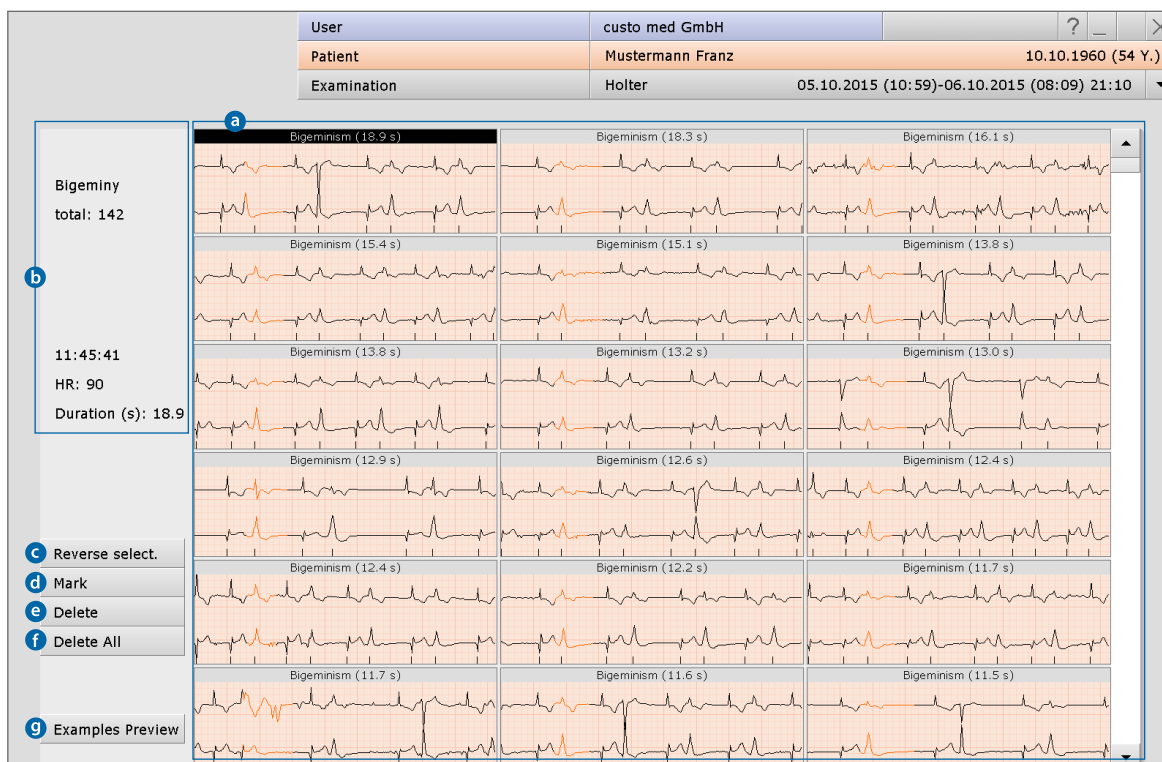 User custo med GmbH ? _
Patient Mustermann Franz 10.10.1960 (54 Y.)
Examination Holter 05.10.2015 (10:59)-06.10.2015 (08:09) 21:10
a
b
Bigeminy
total: 142
11:45:41
HR: 90
Duration (s): 18.9
c Reverse select.
d Mark
e Delete
f Delete All
g Examples Preview
Bigeminism (18.9 s) Bigeminism (18.3 s) Bigeminism (16.1 s)
Bigeminism (15.4 s) Bigeminism (15.1 s) Bigeminism (13.8 s)
Bigeminism (13.8 s) Bigeminism (13.2 s) Bigeminism (13.0 s)
Bigeminism (12.9 s) Bigeminism (12.6 s) Bigeminism (12.4 s)
Bigeminism (12.4 s) Bigeminism (12.2 s) Bigeminism (11.7 s)
Bigeminism (11.7 s) Bigeminism (11.6 s) Bigeminism (11.5 s)